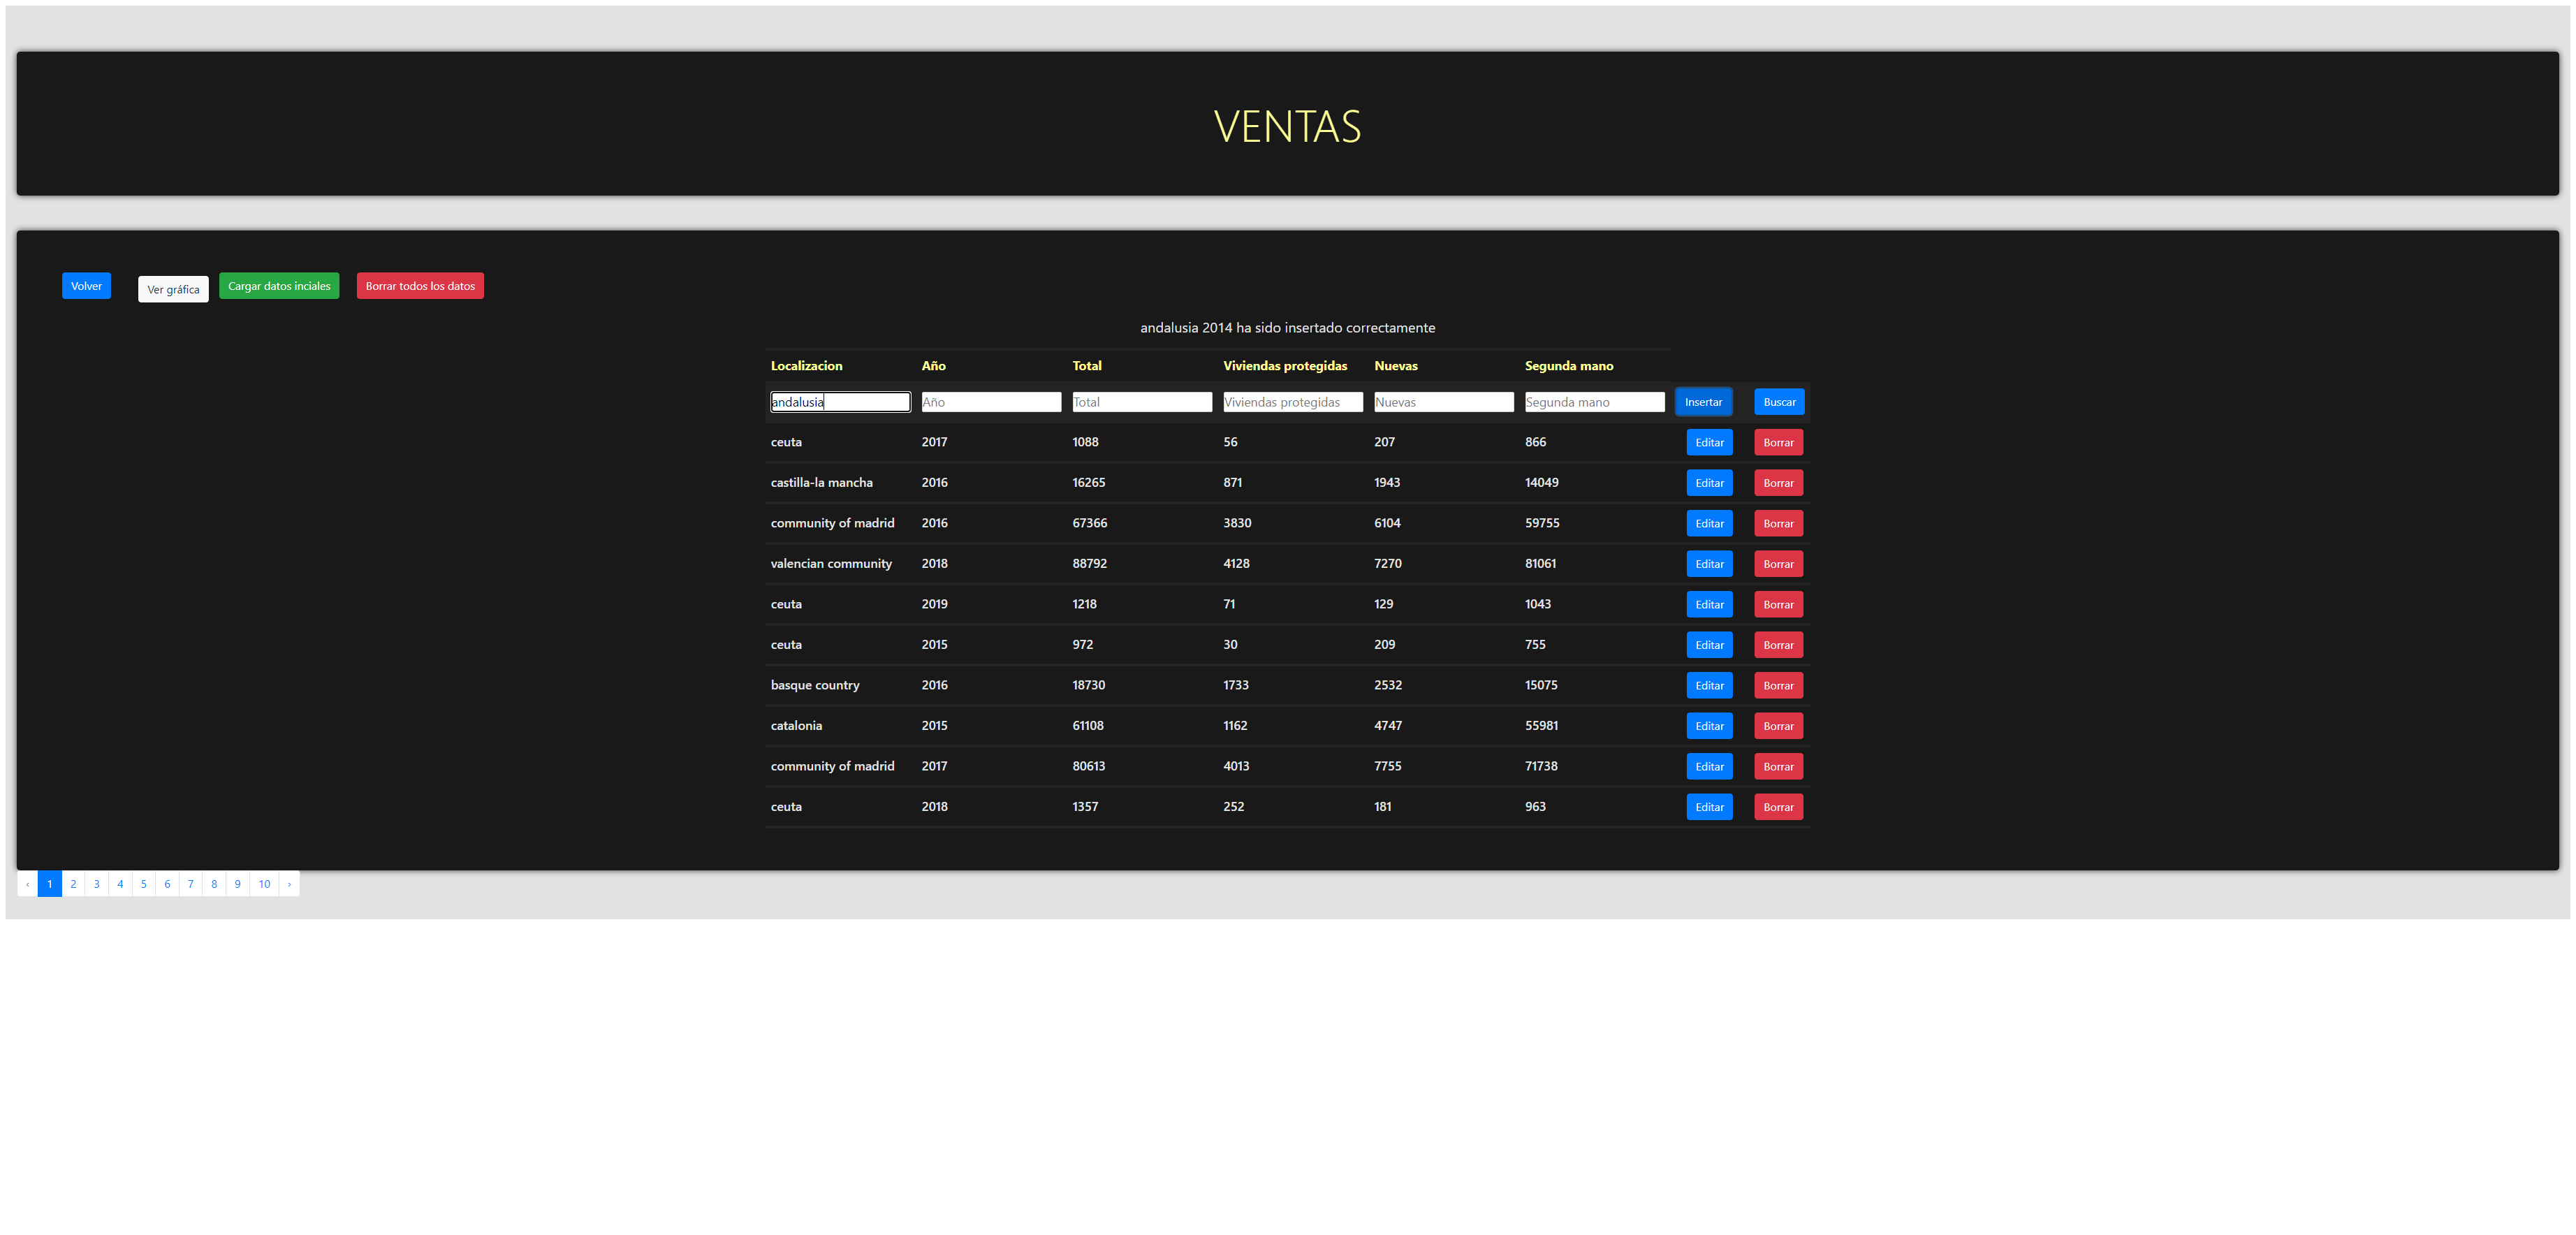 VENTAS
Volver Ver gráfica Cargar datos inciales Borrar todos los datos
andalusia 2014 ha sido insertado correctamente
Localizacion Año Total Viviendas protegidas Nuevas Segunda mano
andalusia Año Total Viviendas protegidas Nuevas Segunda mano Insertar Buscar
ceuta 2017 1088 56 207 866 Editar Borrar
castilla-la mancha 2016 16265 871 1943 14049 Editar Borrar
community of madrid 2016 67366 3830 6104 59755 Editar Borrar
valencian community 2018 88792 4128 7270 81061 Editar Borrar
ceuta 2019 1218 71 129 1043 Editar Borrar
ceuta 2015 972 30 209 755 Editar Borrar
basque country 2016 18730 1733 2532 15075 Editar Borrar
catalonia 2015 61108 1162 4747 55981 Editar Borrar
community of madrid 2017 80613 4013 7755 71738 Editar Borrar
ceuta 2018 1357 252 181 963 Editar Borrar
‹ 1 2 3 4 5 6 7 8 9 10 ›